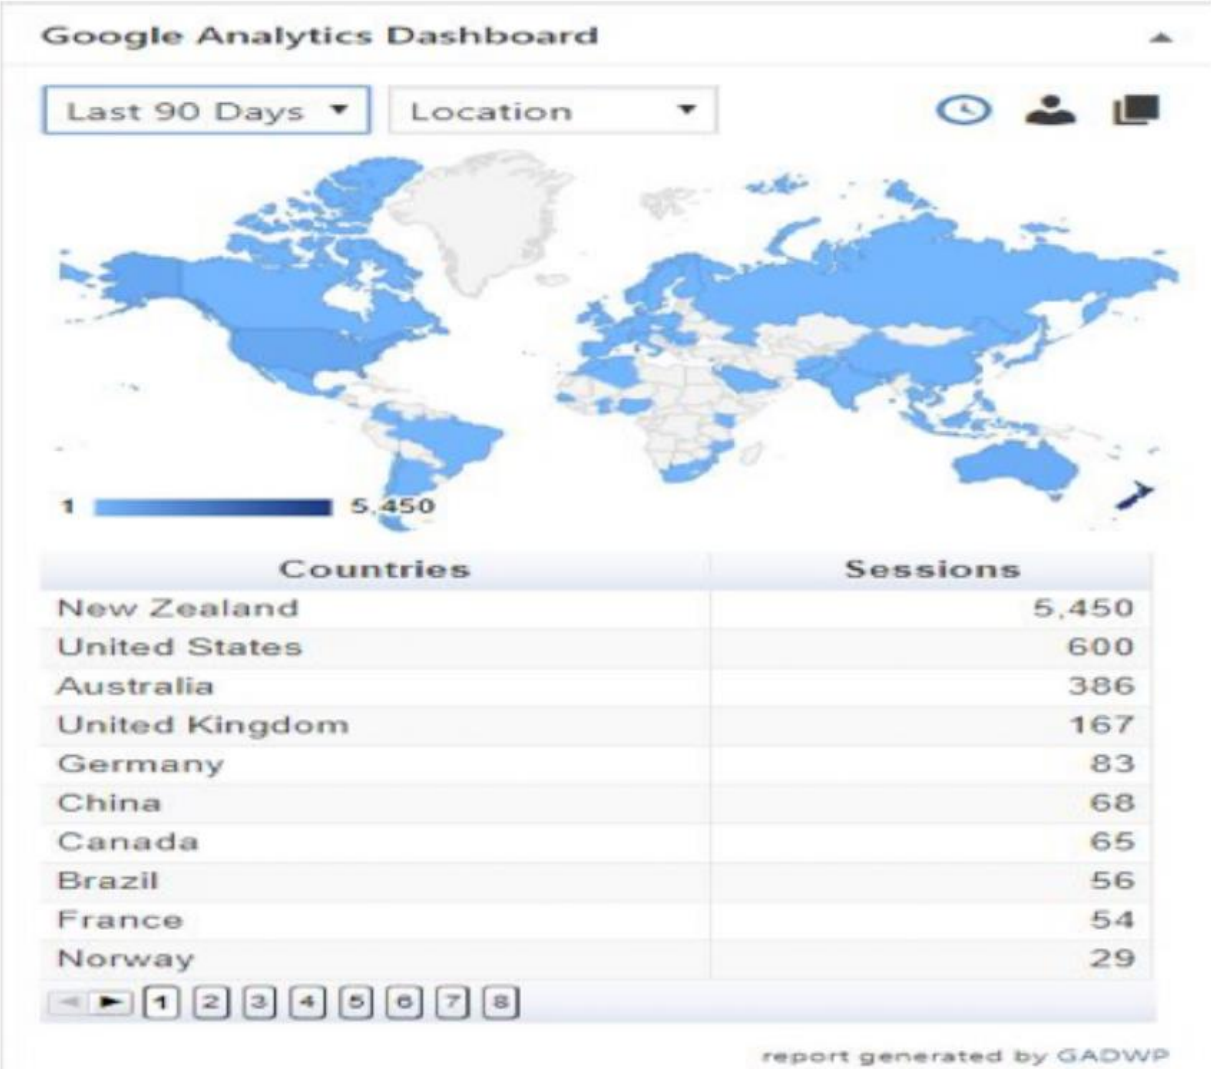 Google Analytics Dashboard
Last 90 Days Location
1 5,450
Countries Sessions
New Zealand 5,450
United States 600
Australia 386
United Kingdom 167
Germany 83
China 68
Canada 65
Brazil 56
France 54
Norway 29
1 2 3 4 5 6 7 8
report generated by GADWP